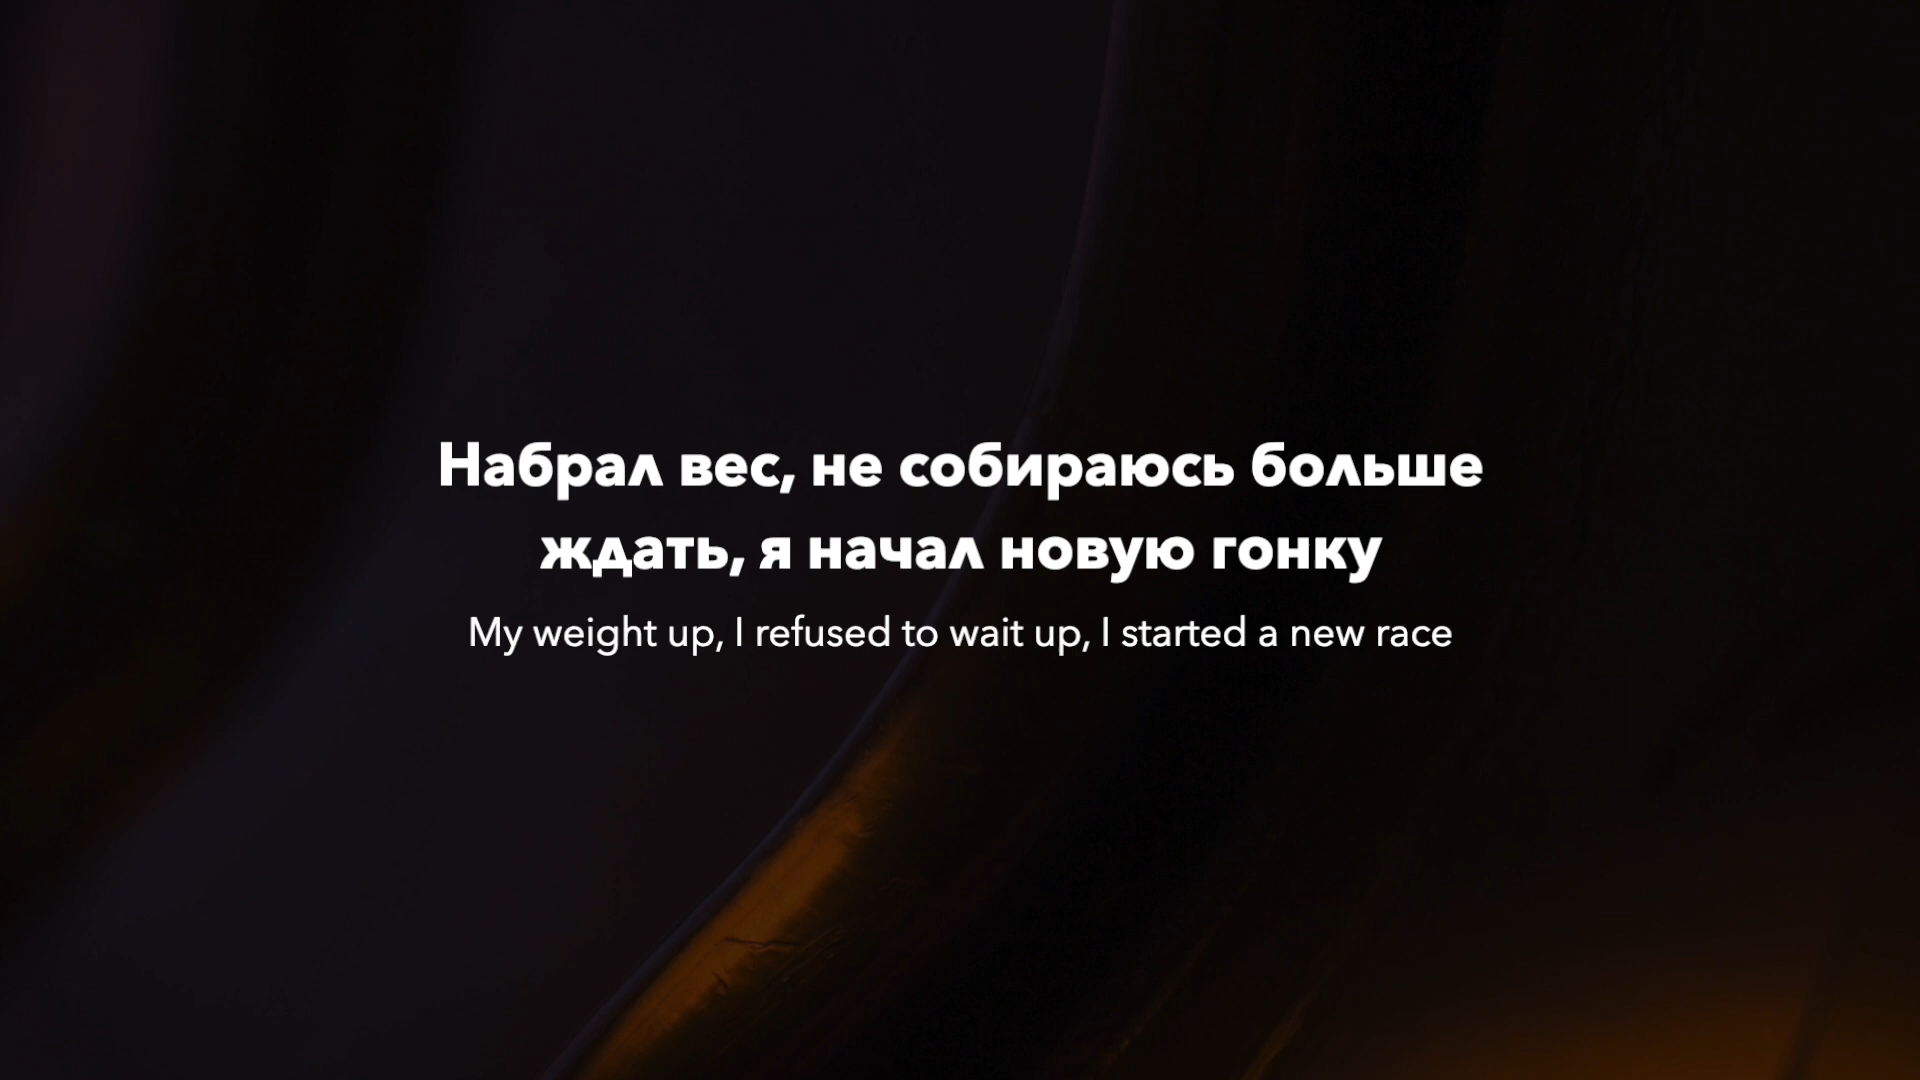 Набрал вес, не собираюсь больше
ждать, я начал новую гонку
My weight up, I refused to wait up, I started a new race